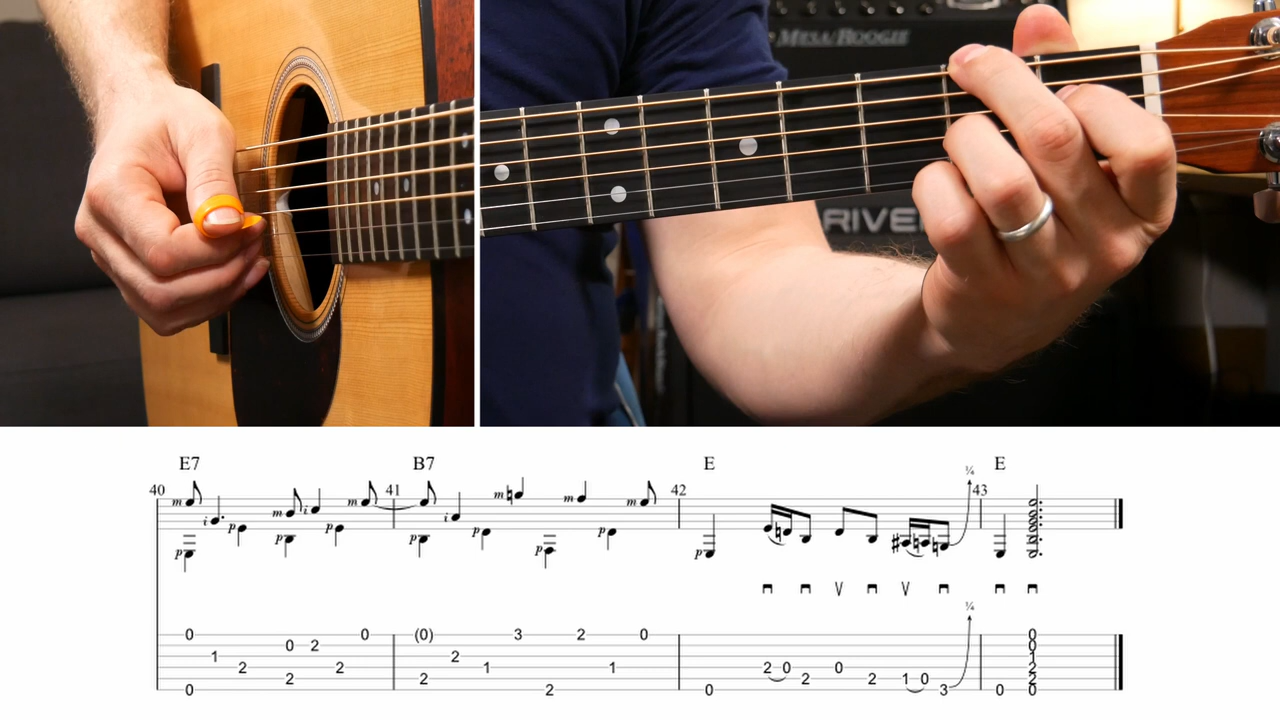 MESA/BOOGIE
RIVE
E7 B7 E E
40 41 42 43
m i p m i m p p p
i m m p p p p
p
¼
0 (0) 3 2 0
0 2 0
1 2
2 2 1 1 2 0 0
2 2 2 2 1 0
0 2 0 3 0
¼
0
0
1
2
2
0